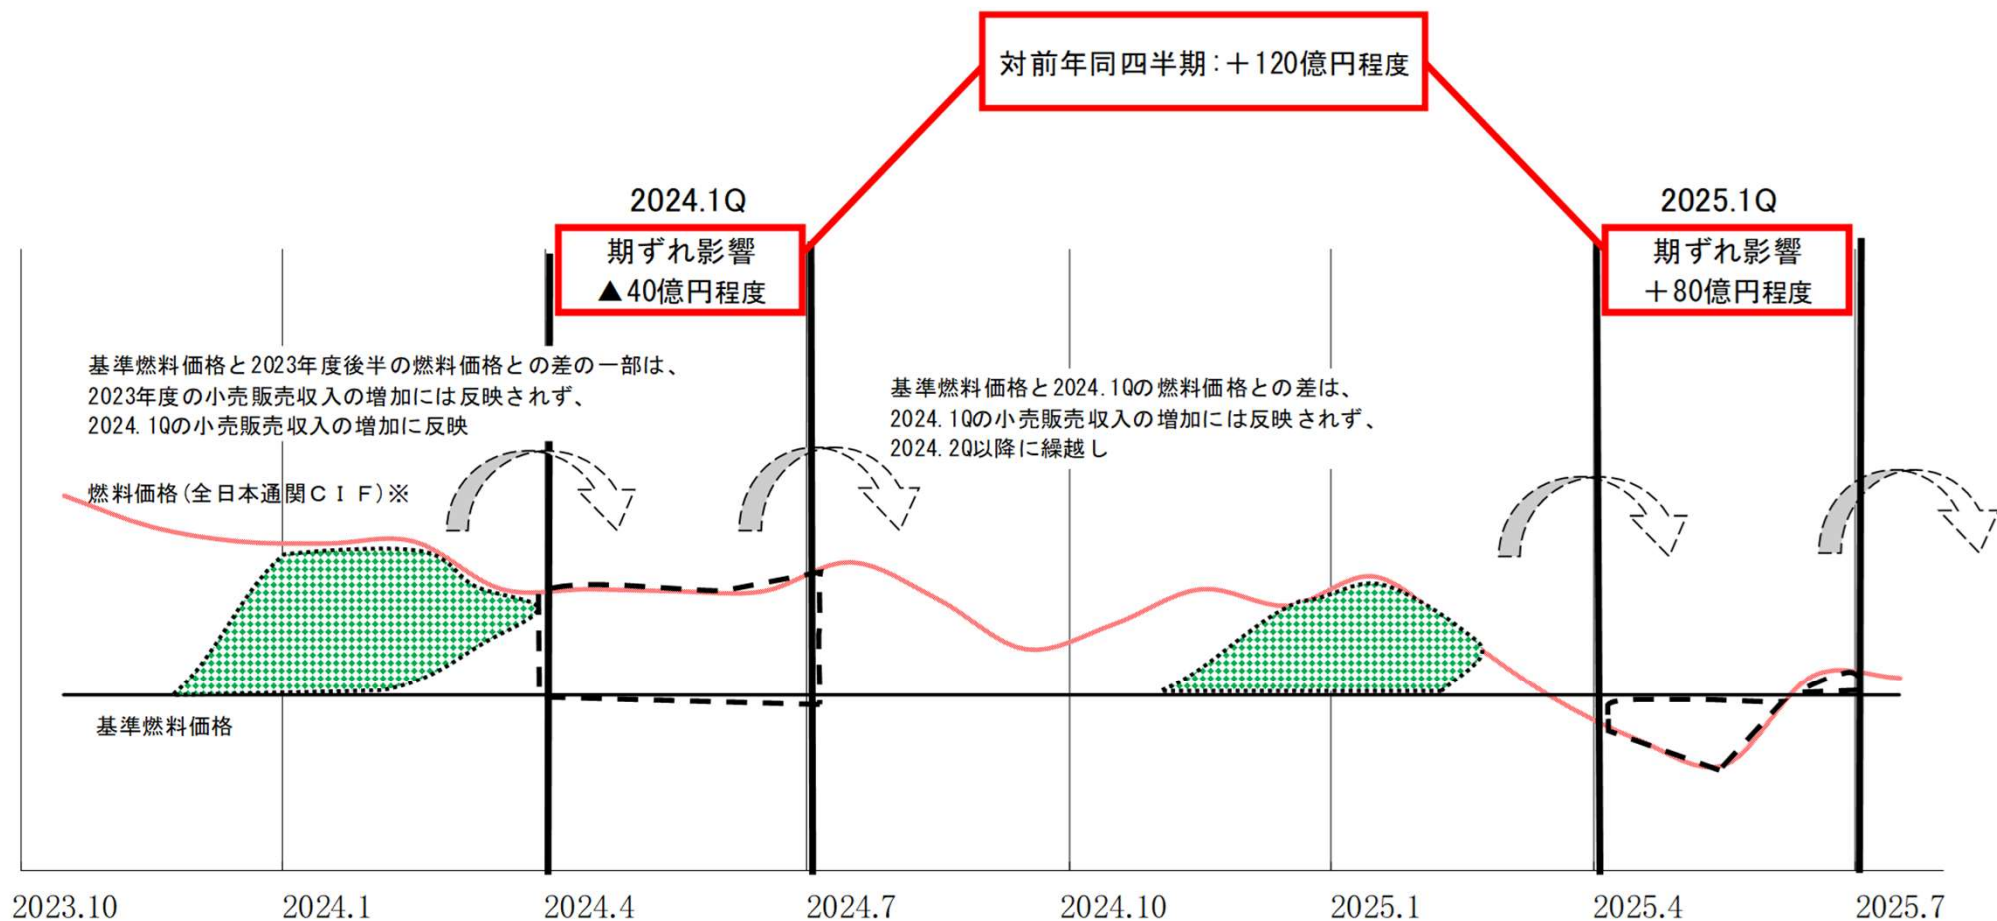 対前年同四半期:＋120億円程度
2024.1Q
期ずれ影響
▲40億円程度
2025.1Q
期ずれ影響
＋80億円程度
基準燃料価格と2023年度後半の燃料価格との差の一部は、
2023年度の小売販売収入の増加には反映されず、
2024.1Qの小売販売収入の増加に反映
基準燃料価格と2024.1Qの燃料価格との差は、
2024.1Qの小売販売収入の増加には反映されず、
2024.2Q以降に繰越し
燃料価格(全日本通関ＣＩＦ)※
基準燃料価格
2023.10 2024.1 2024.4 2024.7 2024.10 2025.1 2025.4 2025.7